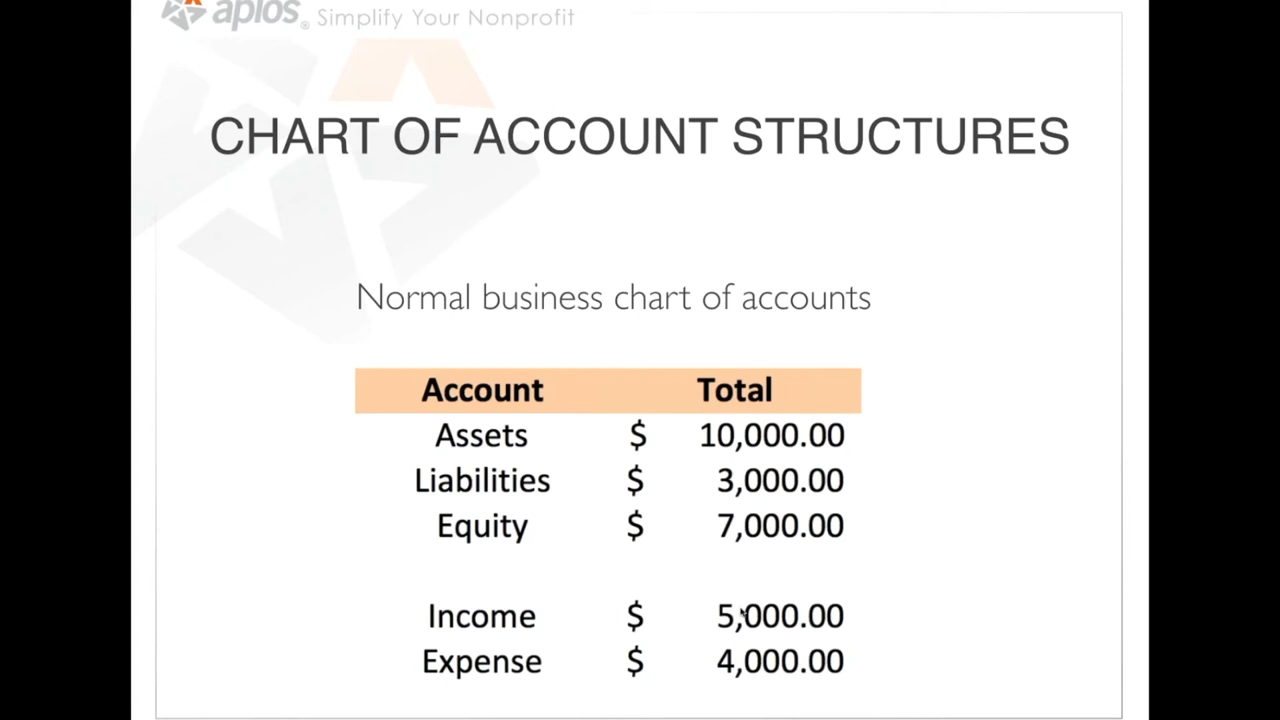 aplos® Simplify Your Nonprofit
CHART OF ACCOUNT STRUCTURES
Normal business chart of accounts
Account Total
Assets $ 10,000.00
Liabilities $ 3,000.00
Equity $ 7,000.00
Income $ 5,000.00
Expense $ 4,000.00